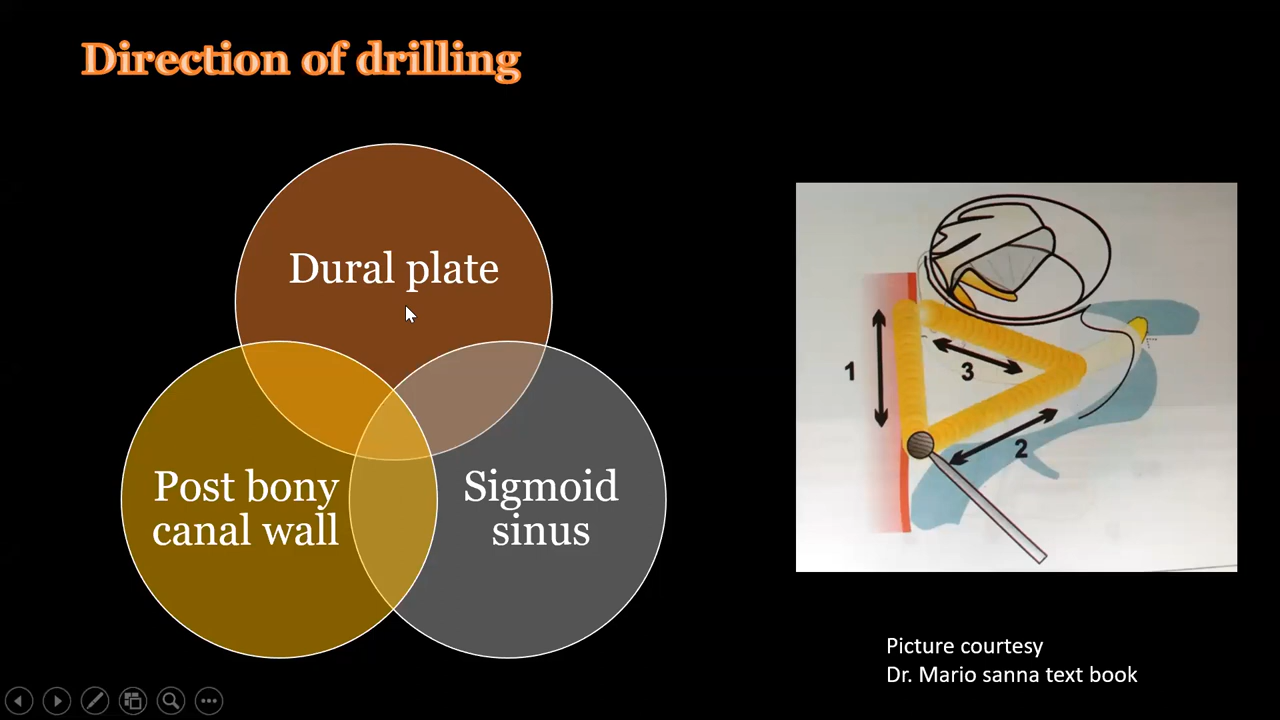 Direction of drilling
Dural plate
Post bony
canal wall
Sigmoid
sinus
1
3
2
Picture courtesy
Dr. Mario sanna text book